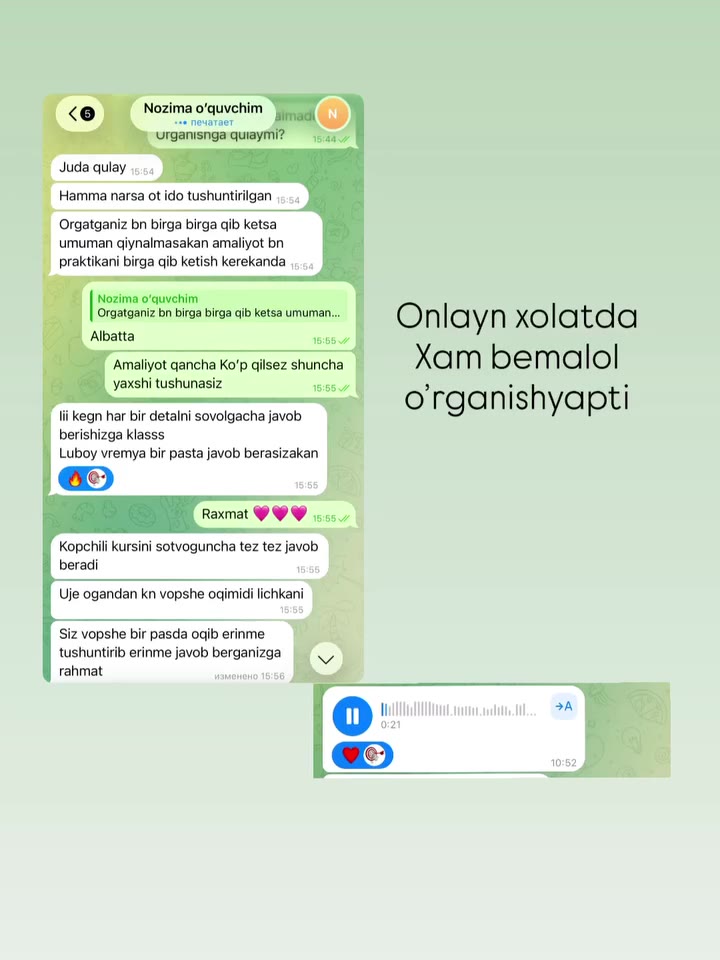 5
Nozima o'quvchim
печатает
N
Organishga qulaymi?
15:44
Juda qulay 15:54
Hamma narsa ot ido tushuntirilgan 15:54
Orgatganiz bn birga birga qib ketsa
umuman qiynalmasakan amaliyot bn
praktikani birga qib ketish kerekanda 15:54
Nozima o'quvchim
Orgatganiz bn birga birga qib ketsa umuman...
Albatta 15:55
Amaliyot qancha Ko'p qilsez shuncha
yaxshi tushunasiz 15:55
Iii kegn har bir detalni sovolgacha javob
berishizga klasss
Luboy vremya bir pasta javob berasizakan
15:55
Raxmat 💜💜💜 15:55
Kopchili kursini sotvoguncha tez tez javob
beradi 15:55
Uje ogandan kn vopshe oqimidi lichkani
15:55
Siz vopshe bir pasda oqib erinme
tushuntirib erinme javob berganizga
rahmat изменено 15:56
Onlayn xolatda
Xam bemalol
o'rganishyapti
→A
0:21
10:52